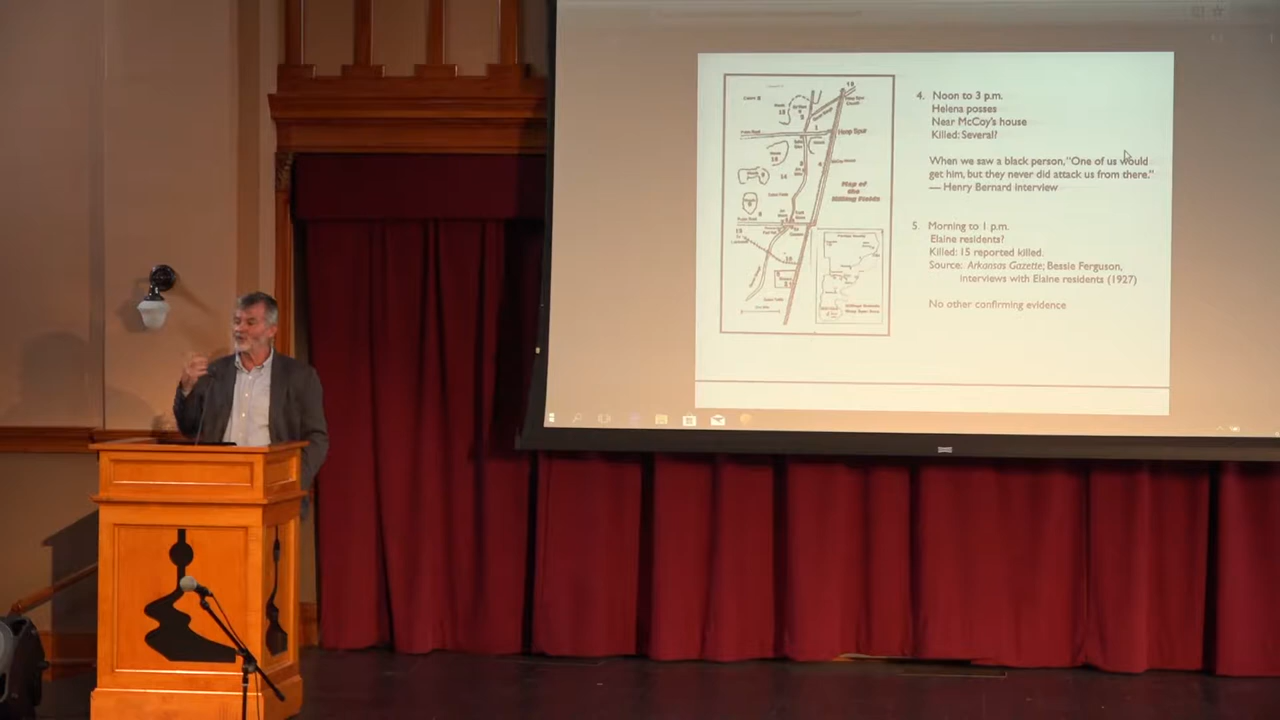 Hoop Spur
Map of
the
Killing Fields
4. Noon to 3 p.m.
Helena posses
Near McCoy's house
Killed: Several?
When we saw a black person, "One of us would
get him, but they never did attack us from there."
— Henry Bernard interview
5. Morning to 1 p.m.
Elaine residents?
Killed: 15 reported killed.
Source: Arkansas Gazette; Bessie Ferguson,
interviews with Elaine residents (1927)
No other confirming evidence